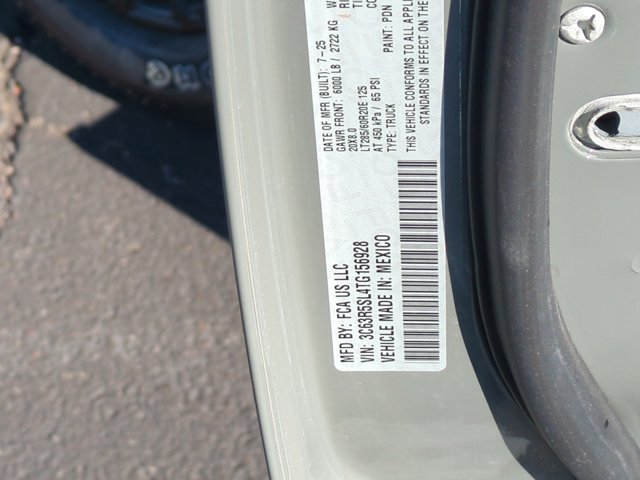 MFD BY: FCA US LLC
DATE OF MFR (BUILT): 7-25
GAWR FRONT: 6000 LB / 2722 KG
20X8.0
LT285/60R20E 125
AT 450 kPa / 65 PSI
TYPE: TRUCK
VIN: 3C63R5SL4TG156928
VEHICLE MADE IN: MEXICO
PAINT: PDN
THIS VEHICLE CONFORMS TO ALL APPLI
STANDARDS IN EFFECT ON THE